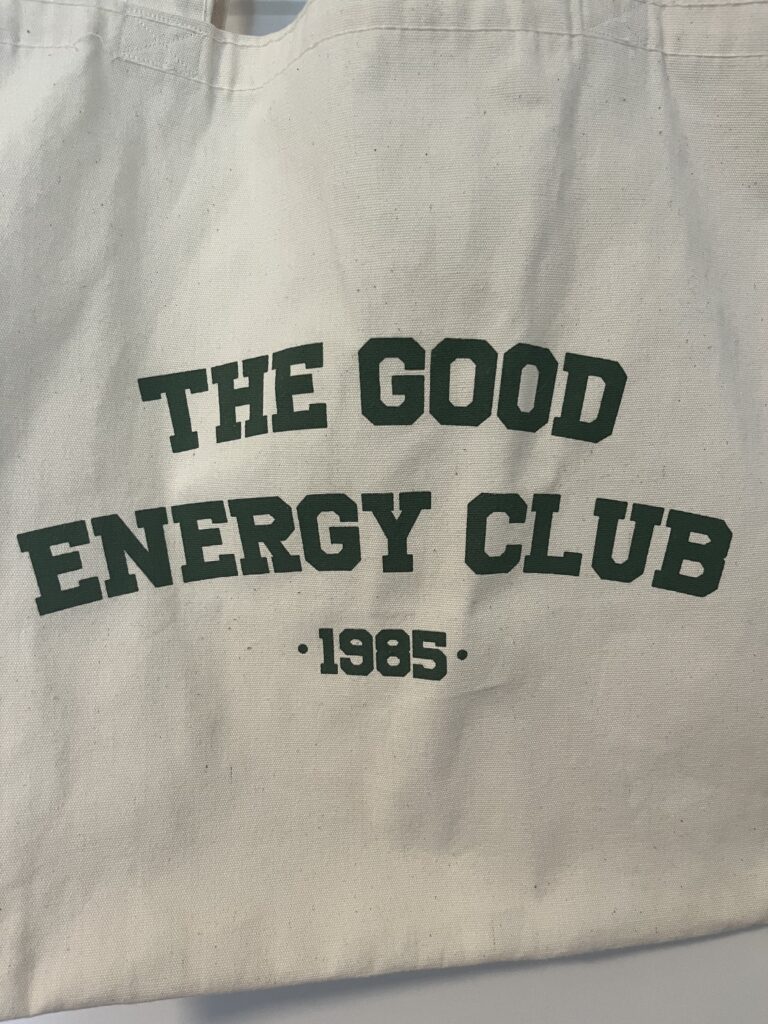 THE GOOD
ENERGY CLUB
· 1985 ·